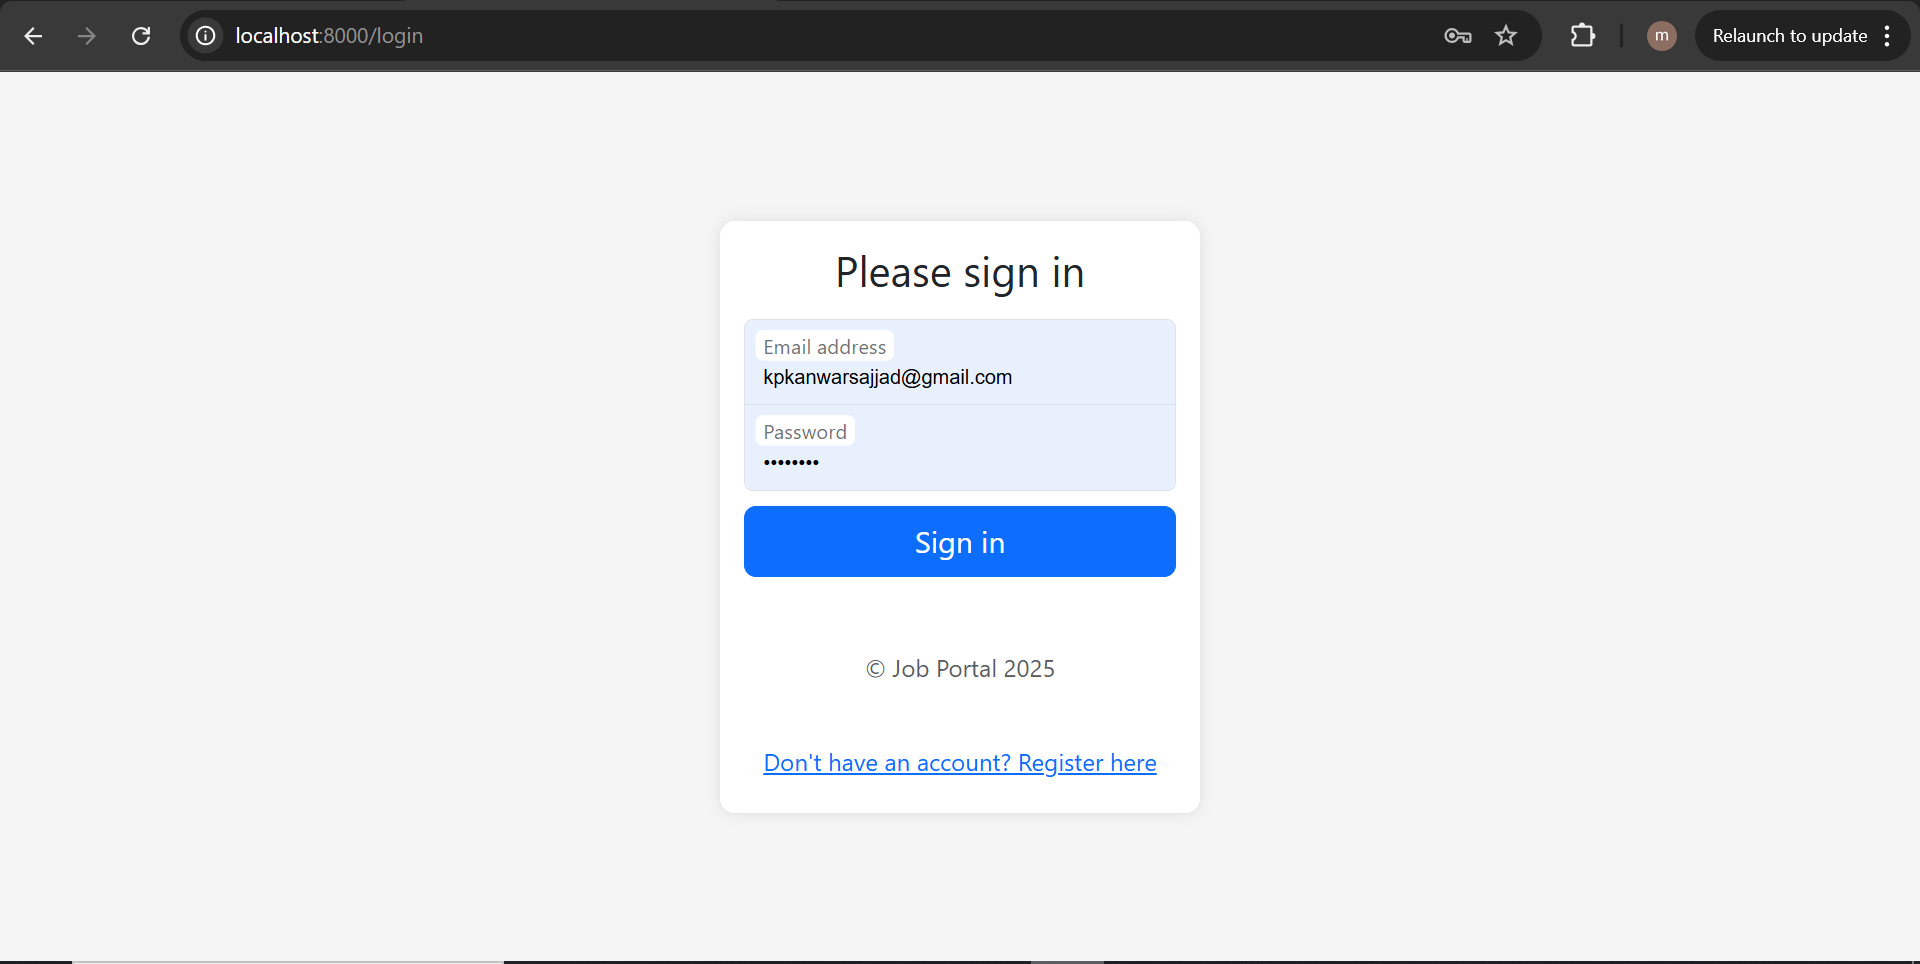 localhost:8000/login
m
Relaunch to update
Please sign in
Email address
kpkanwarsajjad@gmail.com
Password
••••••••
Sign in
© Job Portal 2025
Don't have an account? Register here